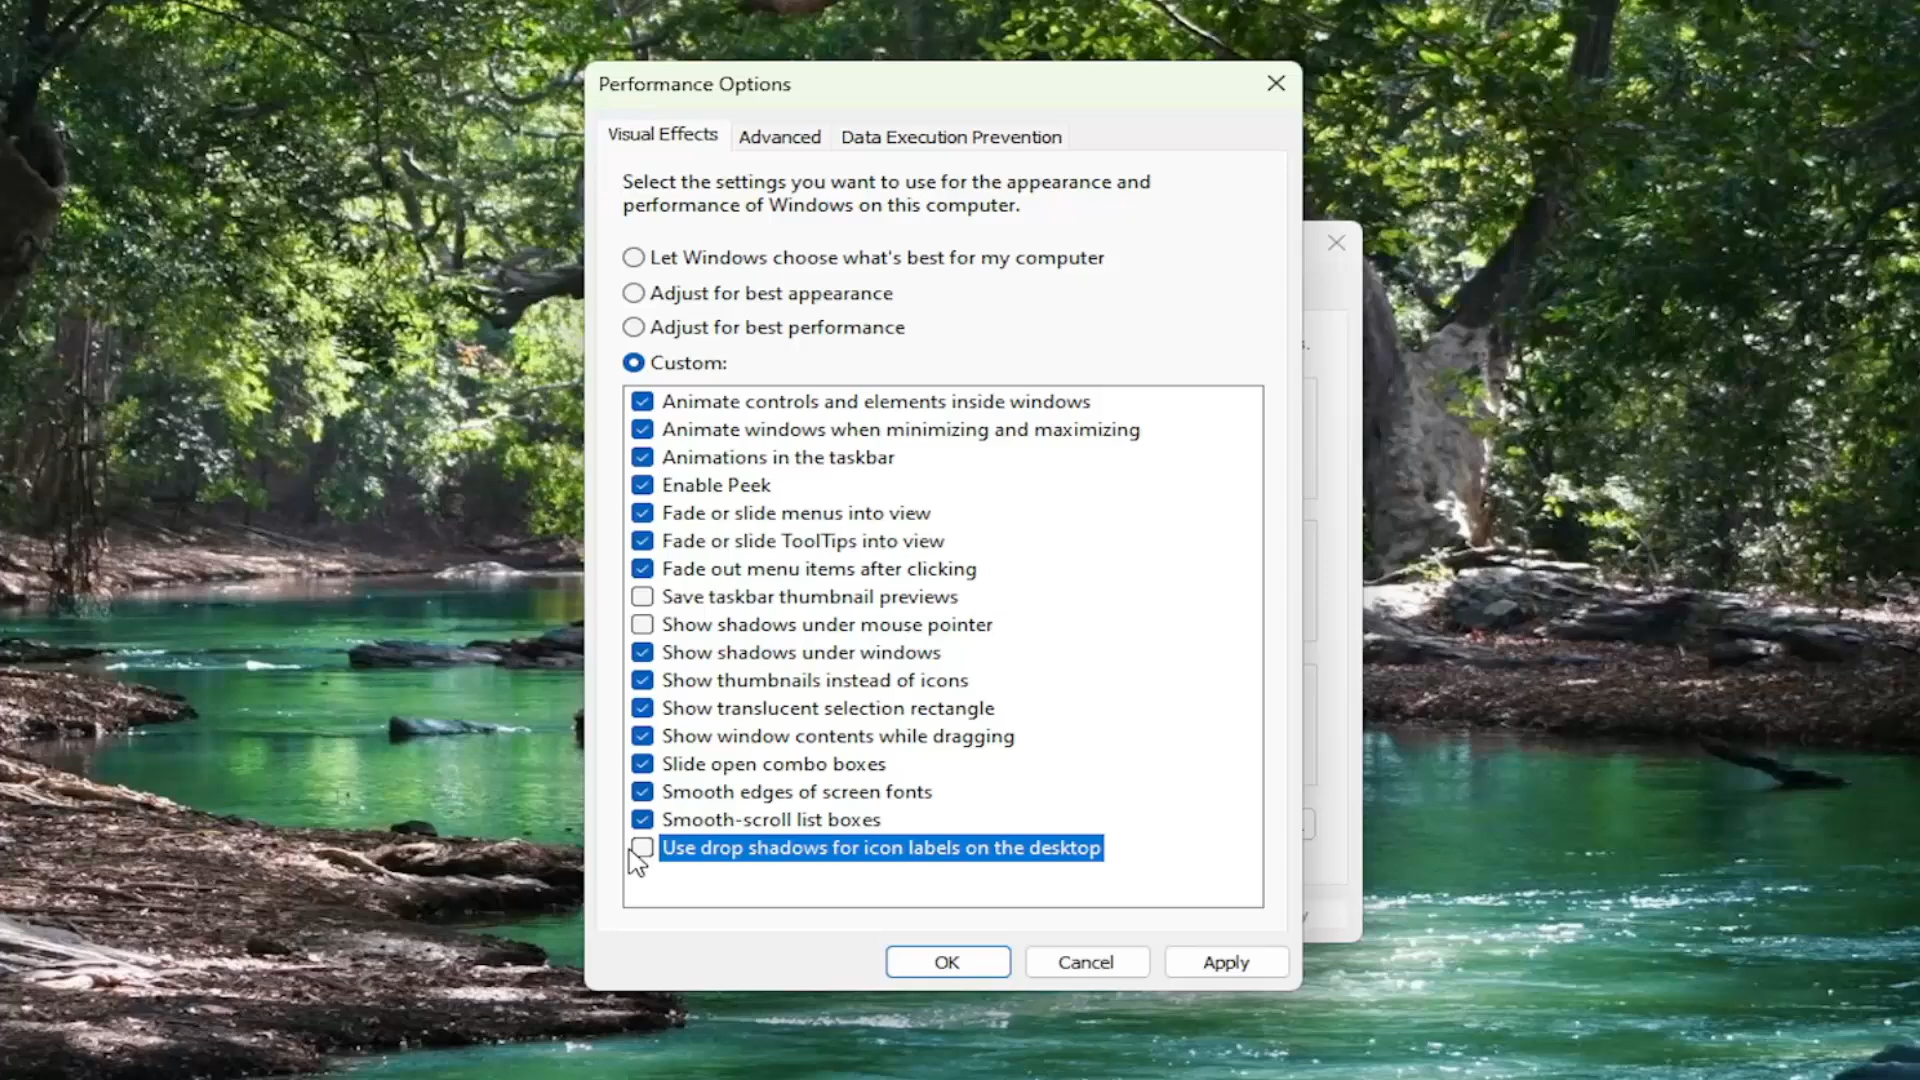 Performance Options
Visual Effects
Advanced
Data Execution Prevention
Select the settings you want to use for the appearance and
performance of Windows on this computer.
Let Windows choose what's best for my computer
Adjust for best appearance
Adjust for best performance
Custom:
Animate controls and elements inside windows
Animate windows when minimizing and maximizing
Animations in the taskbar
Enable Peek
Fade or slide menus into view
Fade or slide ToolTips into view
Fade out menu items after clicking
Save taskbar thumbnail previews
Show shadows under mouse pointer
Show shadows under windows
Show thumbnails instead of icons
Show translucent selection rectangle
Show window contents while dragging
Slide open combo boxes
Smooth edges of screen fonts
Smooth-scroll list boxes
Use drop shadows for icon labels on the desktop
OK
Cancel
Apply